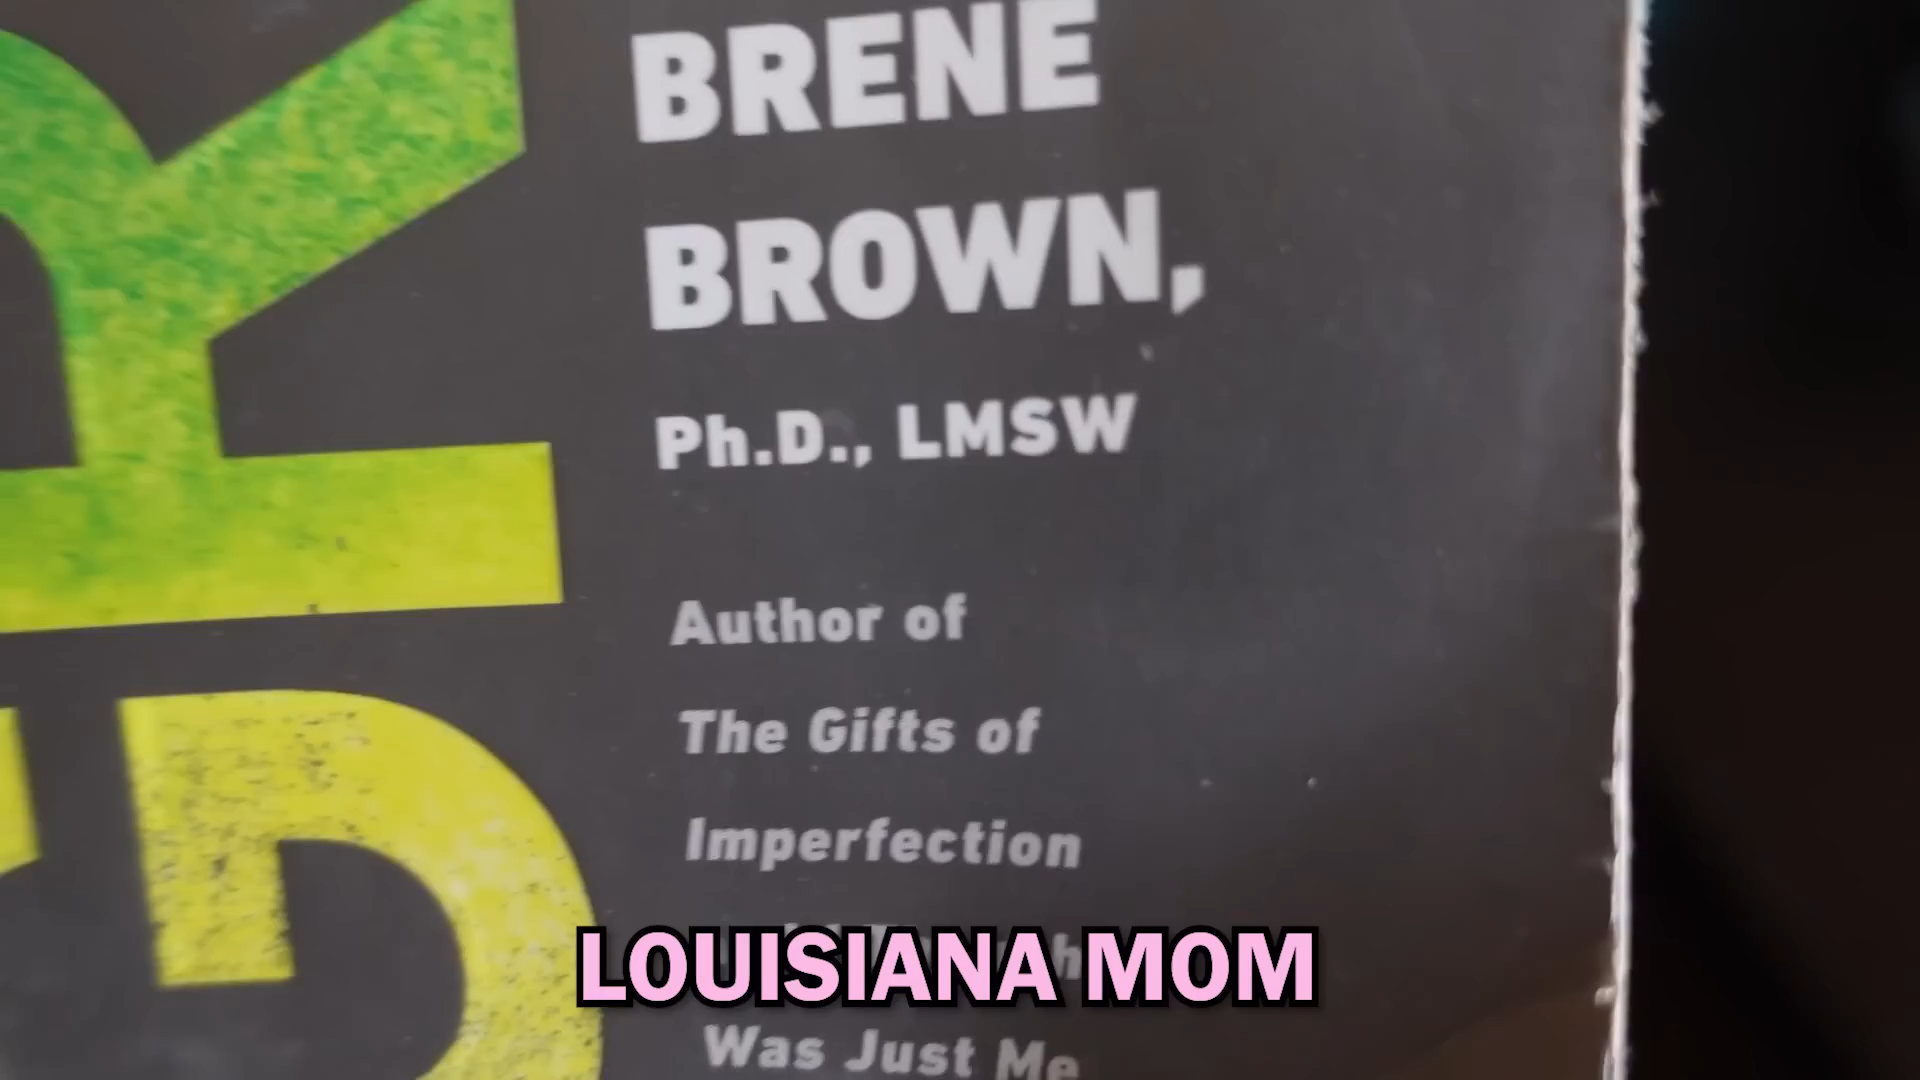 BRENE
BROWN,
Ph.D., LMSW
Author of
The Gifts of
Imperfection
LOUISIANA MOM
Was Just Me